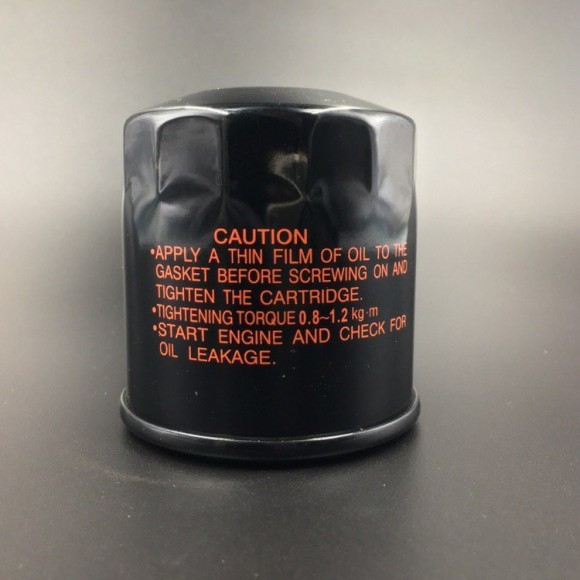 CAUTION
•APPLY A THIN FILM OF OIL TO THE
GASKET BEFORE SCREWING ON AND
TIGHTEN THE CARTRIDGE.
•TIGHTENING TORQUE 0.8~1.2 kg·m
•START ENGINE AND CHECK FOR
OIL LEAKAGE.